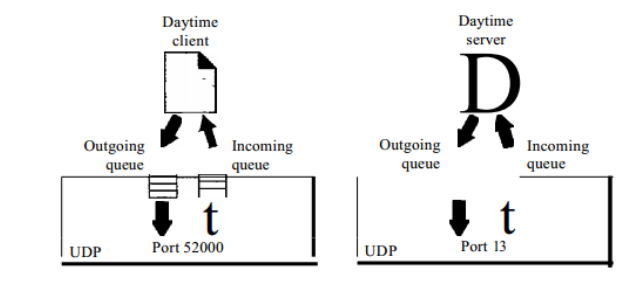 Daytime
client
Daytime
server
D
Outgoing
queue
Incoming
queue
Outgoing
queue
Incoming
queue
t
t
UDP
Port 52000
UDP
Port 13